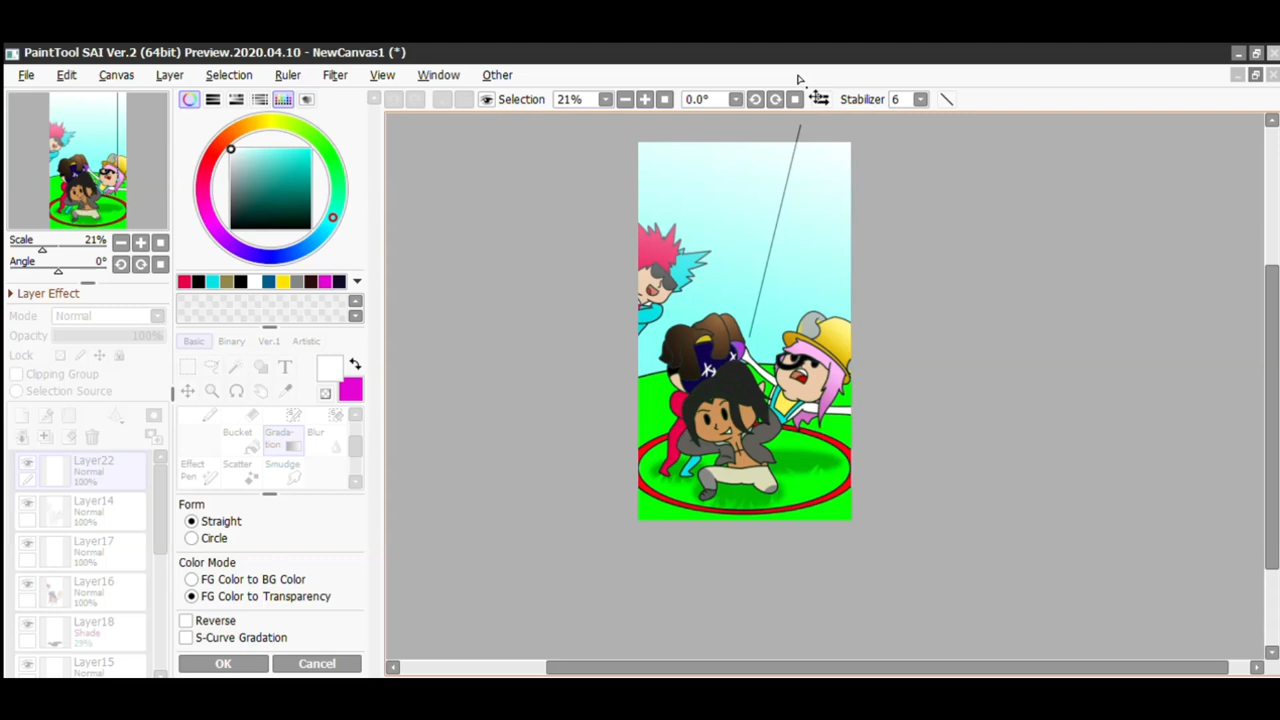 PaintTool SAI Ver.2 (64bit) Preview.2020.04.10 - NewCanvas1 (*)
File Edit Canvas Layer Selection Ruler Filter View Window Other
Selection 21% 0.0° Stabilizer 6
Scale 21%
Angle 0°
Layer Effect
Mode Normal
Opacity 100%
Lock
Clipping Group
Selection Source
Layer22
Normal
100%
Layer14
Normal
100%
Layer17
Normal
100%
Layer16
Normal
100%
Layer18
Shade
29%
Layer15
Normal
Basic Binary Ver.1 Artistic
T
Bucket Grada-tion Blur
Effect Pen Scatter Smudge
Form
Straight
Circle
Color Mode
FG Color to BG Color
FG Color to Transparency
Reverse
S-Curve Gradation
OK Cancel